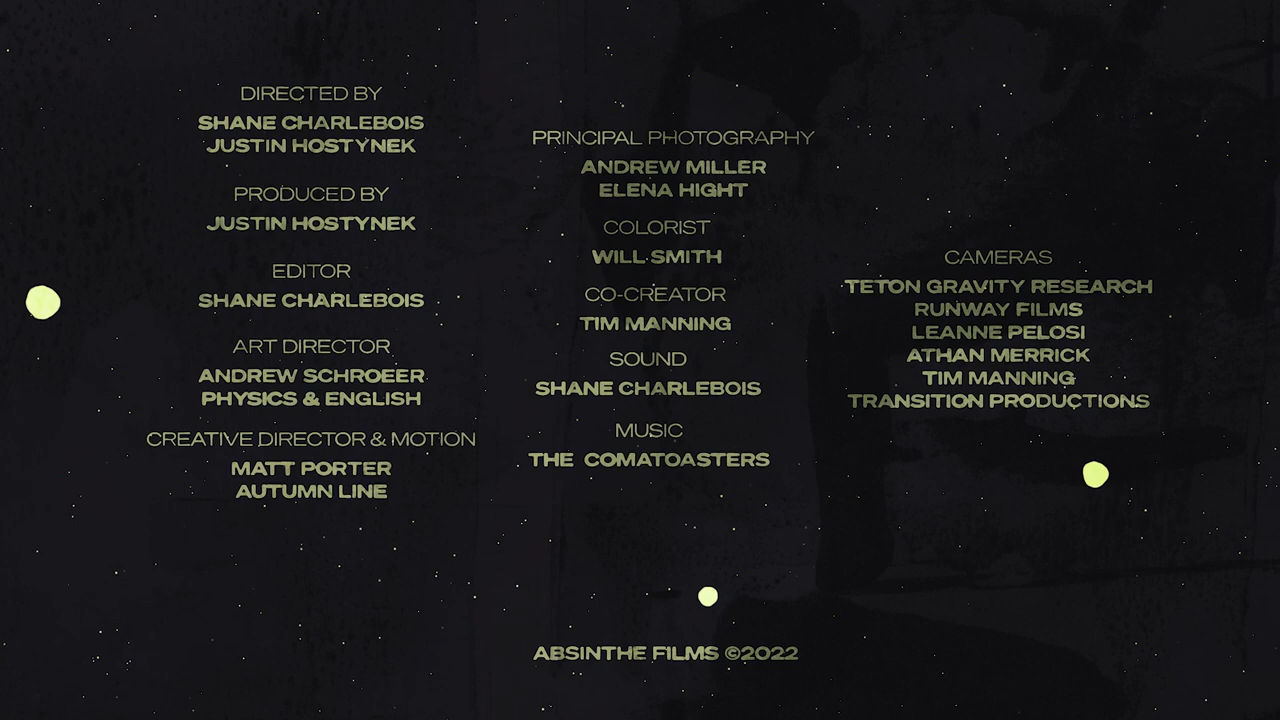 DIRECTED BY
SHANE CHARLEBOIS
JUSTIN HOSTYNEK
PRODUCED BY
JUSTIN HOSTYNEK
EDITOR
SHANE CHARLEBOIS
ART DIRECTOR
ANDREW SCHROEER
PHYSICS & ENGLISH
CREATIVE DIRECTOR & MOTION
MATT PORTER
AUTUMN LINE
PRINCIPAL PHOTOGRAPHY
ANDREW MILLER
ELENA HIGHT
COLORIST
WILL SMITH
CO-CREATOR
TIM MANNING
SOUND
SHANE CHARLEBOIS
MUSIC
THE COMATOASTERS
CAMERAS
TETON GRAVITY RESEARCH
RUNWAY FILMS
LEANNE PELOSI
ATHAN MERRICK
TIM MANNING
TRANSITION PRODUCTIONS
ABSINTHE FILMS ©2022